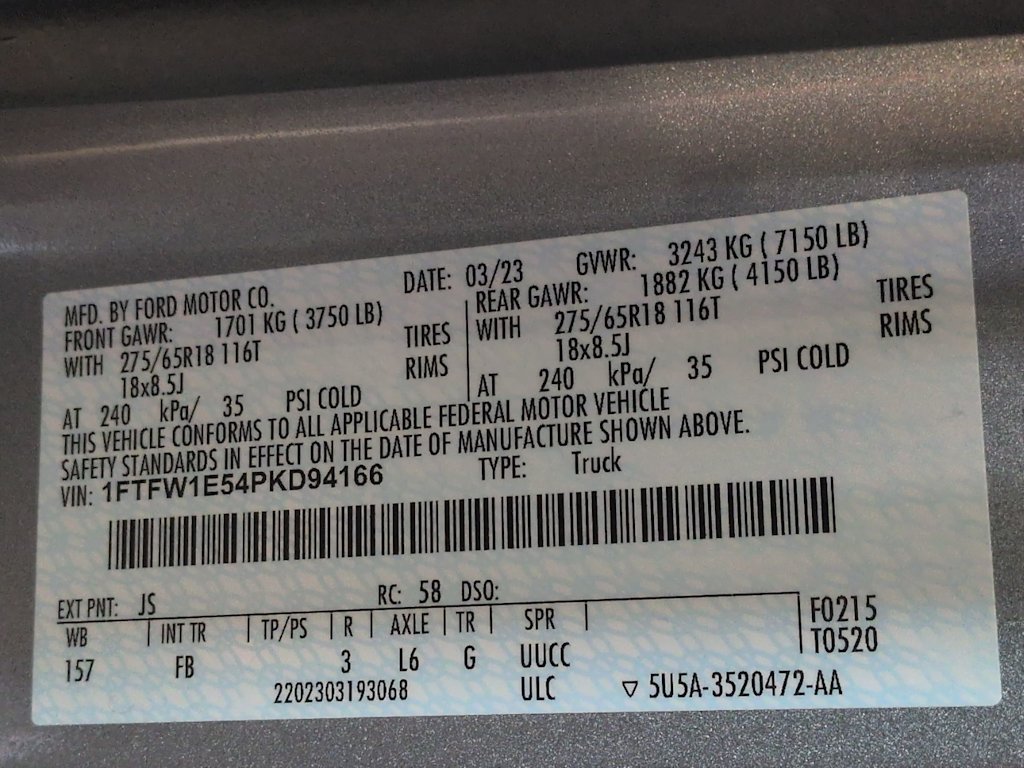 MFD. BY FORD MOTOR CO.
DATE: 03/23 GVWR: 3243 KG ( 7150 LB)
FRONT GAWR: 1701 KG ( 3750 LB)
WITH 275/65R18 116T TIRES
18x8.5J RIMS
AT 240 kPa/ 35 PSI COLD
REAR GAWR: 1882 KG ( 4150 LB)
WITH 275/65R18 116T TIRES
18x8.5J RIMS
AT 240 kPa/ 35 PSI COLD
THIS VEHICLE CONFORMS TO ALL APPLICABLE FEDERAL MOTOR VEHICLE
SAFETY STANDARDS IN EFFECT ON THE DATE OF MANUFACTURE SHOWN ABOVE.
VIN: 1FTFW1E54PKD94166 TYPE: Truck
EXT PNT: JS RC: 58 DSO:
WB INT TR TP/PS R AXLE TR SPR F0215
157 FB 3 L6 G UUCC T0520
2202303193068 ULC ▽ 5U5A-3520472-AA